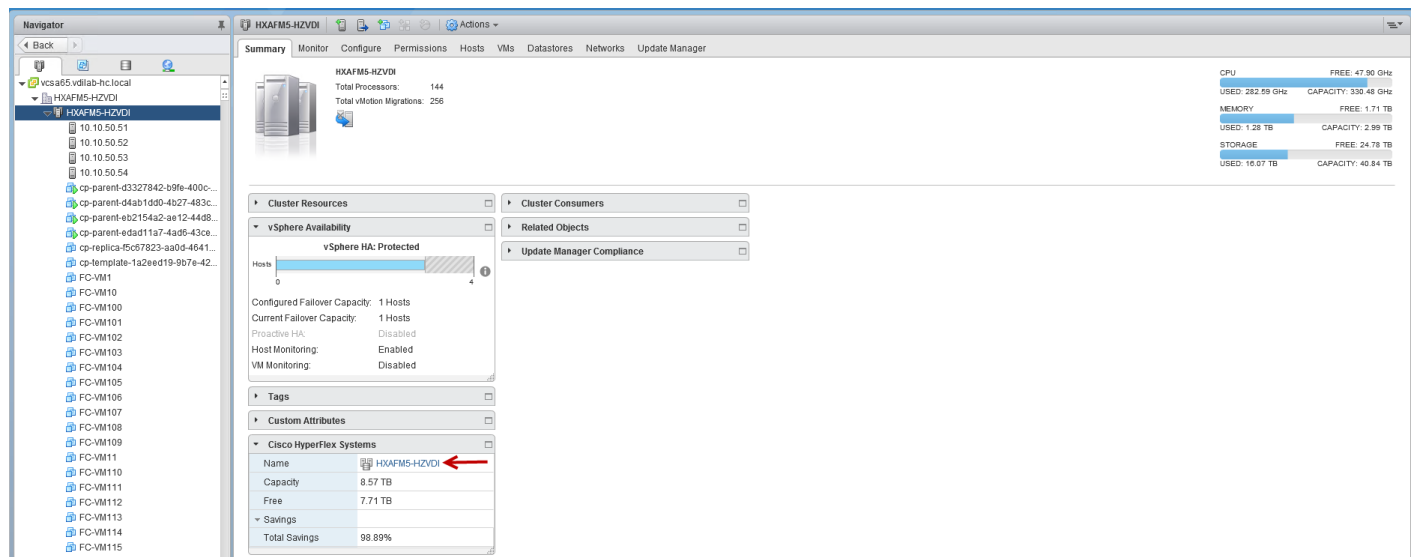 Navigator
Back
vcsa65.vdilab-hc.local
HXAFM5-HZVDI
HXAFM5-HZVDI
10.10.50.51
10.10.50.52
10.10.50.53
10.10.50.54
cp-parent-d3327842-b9fe-400c-...
cp-parent-d4ab1dd0-4b27-483c...
cp-parent-eb2154a2-ae12-44d8...
cp-parent-edad11a7-4ad6-43ce...
cp-replica-f5c67823-aa0d-4641...
cp-template-1a2eed19-9b7e-42...
FC-VM1
FC-VM10
FC-VM100
FC-VM101
FC-VM102
FC-VM103
FC-VM104
FC-VM105
FC-VM106
FC-VM107
FC-VM108
FC-VM109
FC-VM11
FC-VM110
FC-VM111
FC-VM112
FC-VM113
FC-VM114
FC-VM115
HXAFM5-HZVDI Actions
Summary Monitor Configure Permissions Hosts VMs Datastores Networks Update Manager
HXAFM5-HZVDI
Total Processors: 144
Total vMotion Migrations: 256
CPU FREE: 47.90 GHz
USED: 282.59 GHz CAPACITY: 330.48 GHz
MEMORY FREE: 1.71 TB
USED: 1.28 TB CAPACITY: 2.99 TB
STORAGE FREE: 24.78 TB
USED: 16.07 TB CAPACITY: 40.84 TB
Cluster Resources
vSphere Availability
vSphere HA: Protected
Hosts
0 4
Configured Failover Capacity: 1 Hosts
Current Failover Capacity: 1 Hosts
Proactive HA: Disabled
Host Monitoring: Enabled
VM Monitoring: Disabled
Tags
Custom Attributes
Cisco HyperFlex Systems
Name HXAFM5-HZVDI
Capacity 8.57 TB
Free 7.71 TB
Savings
Total Savings 98.89%
Cluster Consumers
Related Objects
Update Manager Compliance